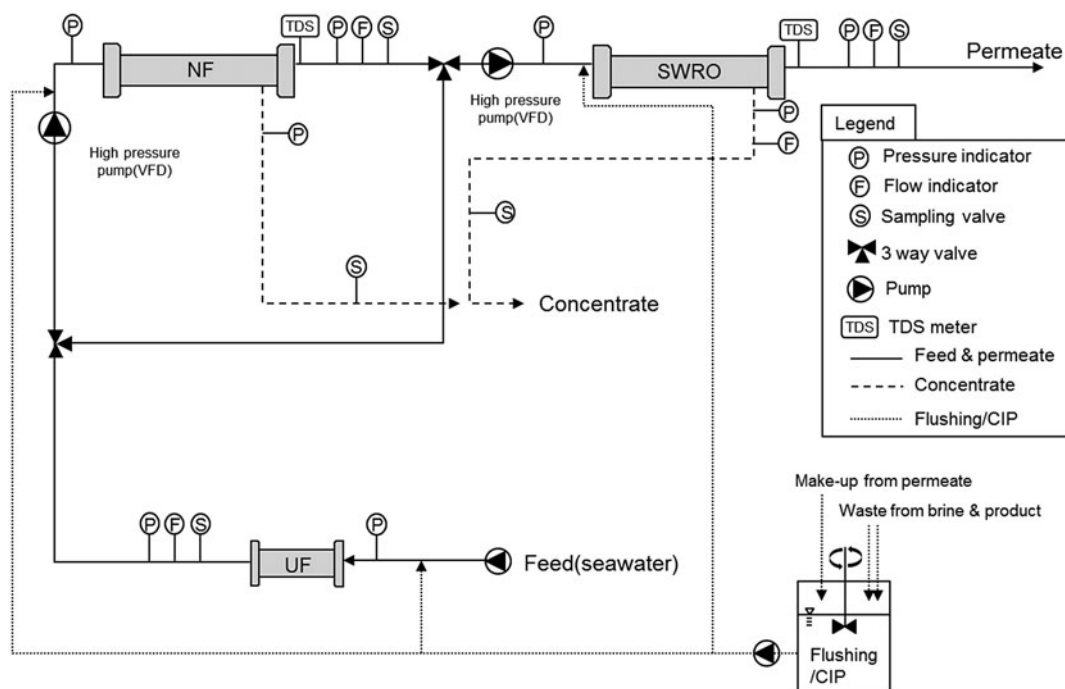 P
TDS
P
F
S
P
TDS
P
F
S
NF
SWRO
Permeate
High pressure
pump(VFD)
High pressure
pump(VFD)
P
P
F
S
S
Concentrate
Legend
P Pressure indicator
F Flow indicator
S Sampling valve
3 way valve
Pump
TDS TDS meter
Feed & permeate
Concentrate
Flushing/CIP
Make-up from permeate
Waste from brine & product
P
F
S
UF
P
Feed(seawater)
Flushing
/CIP